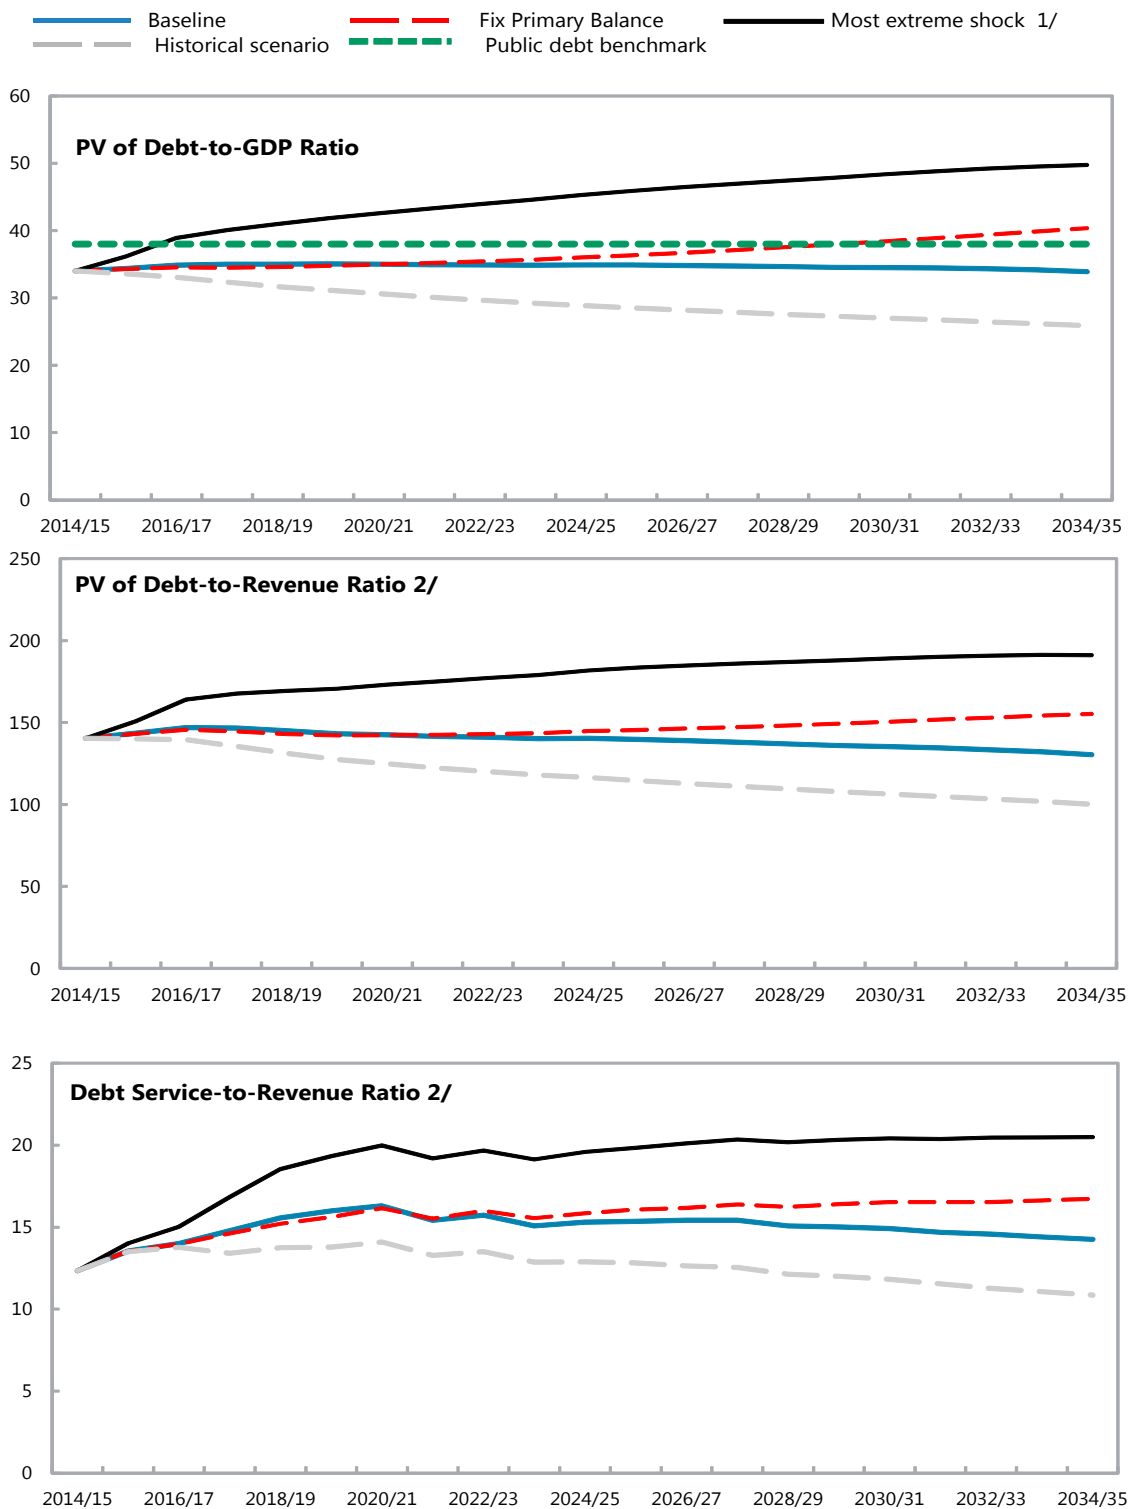 Baseline Fix Primary Balance Most extreme shock 1/
Historical scenario Public debt benchmark
60
PV of Debt-to-GDP Ratio
50
40
30
20
10
0
2014/15 2016/17 2018/19 2020/21 2022/23 2024/25 2026/27 2028/29 2030/31 2032/33 2034/35
250
PV of Debt-to-Revenue Ratio 2/
200
150
100
50
0
2014/15 2016/17 2018/19 2020/21 2022/23 2024/25 2026/27 2028/29 2030/31 2032/33 2034/35
25
Debt Service-to-Revenue Ratio 2/
20
15
10
5
0
2014/15 2016/17 2018/19 2020/21 2022/23 2024/25 2026/27 2028/29 2030/31 2032/33 2034/35